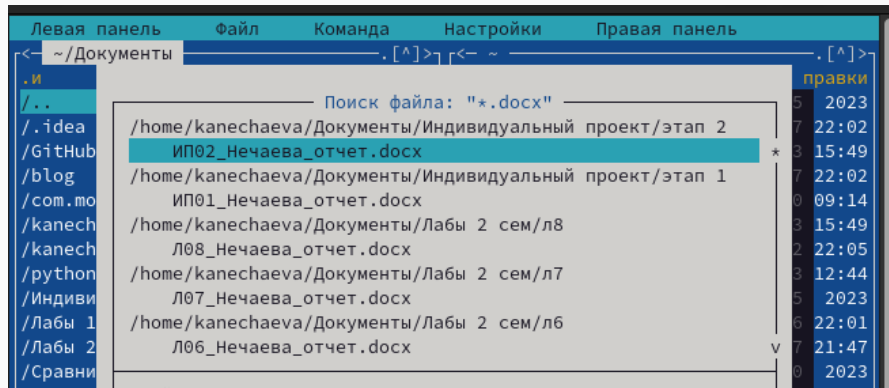 Левая панель Файл Команда Настройки Правая панель
<─ ~/Документы .[^]> <─ ~ .[^]>
.и правки
Поиск файла: "*.docx"
/.. 5 2023
/.idea /home/kanechaeva/Документы/Индивидуальный проект/этап 2 7 22:02
/GitHub ИП02_Нечаева_отчет.docx * 3 15:49
/blog /home/kanechaeva/Документы/Индивидуальный проект/этап 1 7 22:02
/com.mo ИП01_Нечаева_отчет.docx 0 09:14
/kanech /home/kanechaeva/Документы/Лабы 2 сем/л8 3 15:49
/kanech Л08_Нечаева_отчет.docx 2 22:05
/python /home/kanechaeva/Документы/Лабы 2 сем/л7 3 12:44
/Индиви Л07_Нечаева_отчет.docx 5 2023
/Лабы 1 /home/kanechaeva/Документы/Лабы 2 сем/л6 6 22:01
/Лабы 2 Л06_Нечаева_отчет.docx v 7 21:47
/Сравни 0 2023